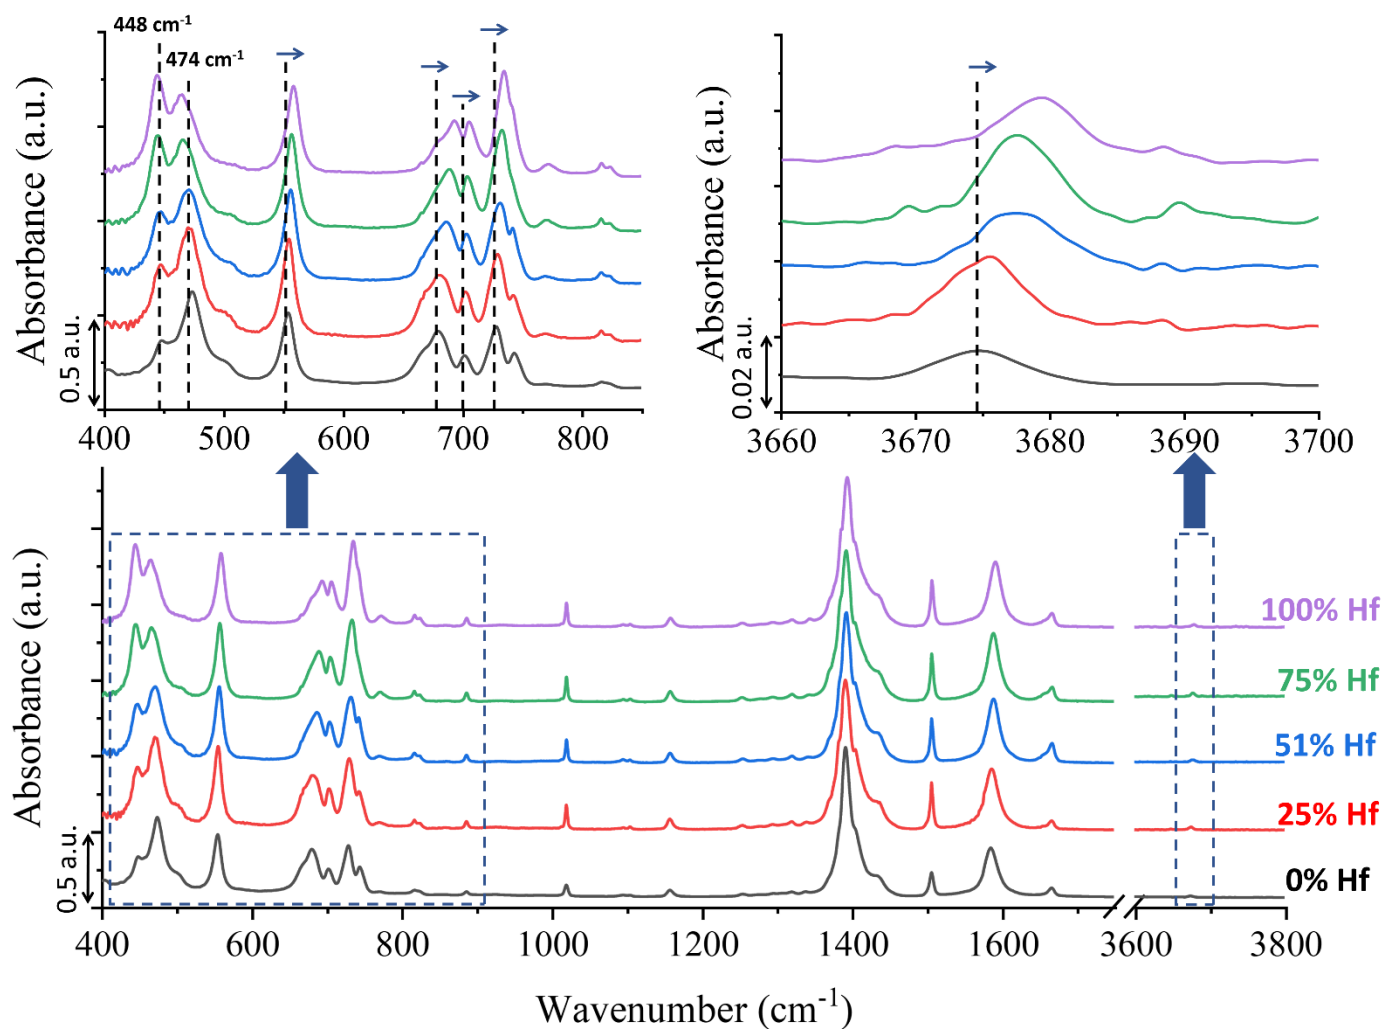 448 cm⁻¹
474 cm⁻¹
Absorbance (a.u.)
0.5 a.u.
400 500 600 700 800
Absorbance (a.u.)
0.02 a.u.
3660 3670 3680 3690 3700
Absorbance (a.u.)
0.5 a.u
100% Hf
75% Hf
51% Hf
25% Hf
0% Hf
400 600 800 1000 1200 1400 1600 3600 3800
Wavenumber (cm⁻¹)